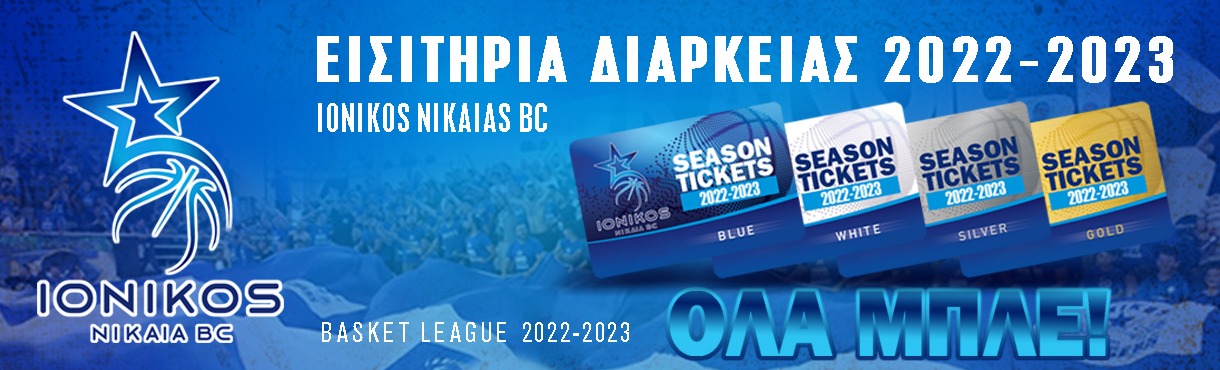 ΕΙΣΙΤΗΡΙΑ ΔΙΑΡΚΕΙΑΣ 2022-2023
IONIKOS NIKAIAS BC
IONIKOS
NIKAIA BC
SEASON
TICKETS
2022-2023
IONIKOS
NIKAIA BC
BLUE
SEASON
TICKETS
2022-2023
WHITE
SEASON
TICKETS
2022-2023
SILVER
SEASON
TICKETS
2022-2023
GOLD
BASKET LEAGUE 2022-2023
ΟΛΑ ΜΠΛΕ!